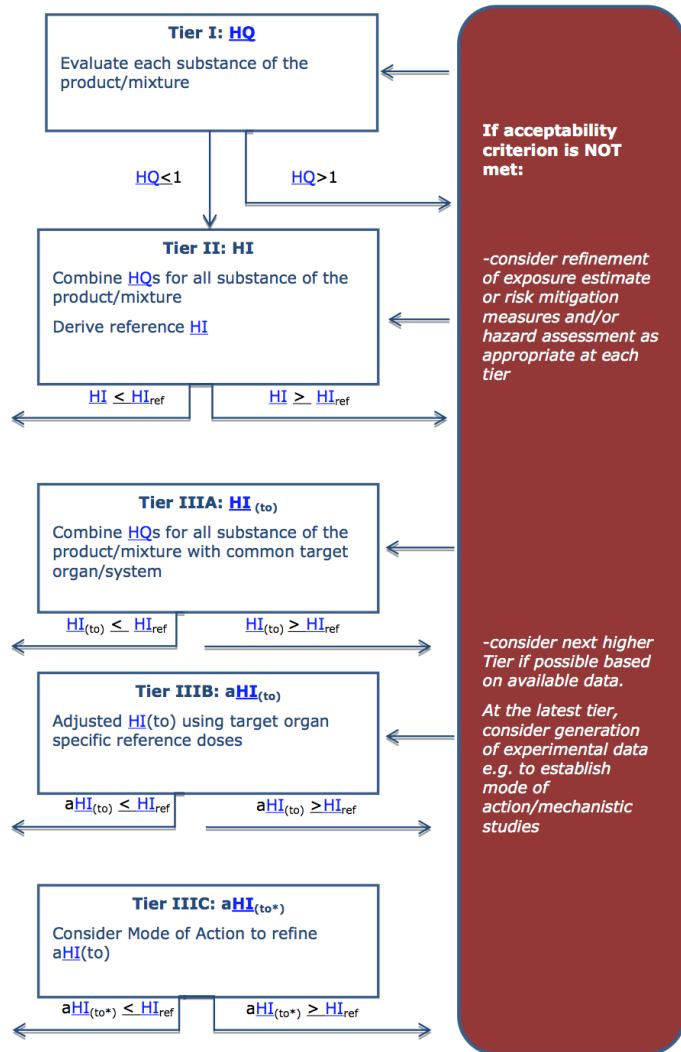 Tier I: HQ
Evaluate each substance of the
product/mixture
HQ<1
HQ>1
Tier II: HI
Combine HQs for all substance of the
product/mixture
Derive reference HI
HI < HIref
HI > HIref
Tier IIIA: HI (to)
Combine HQs for all substance of the
product/mixture with common target
organ/system
HI(to) < HIref
HI(to) > HIref
Tier IIIB: aHI(to)
Adjusted HI(to) using target organ
specific reference doses
aHI(to) < HIref
aHI(to) >HIref
Tier IIIC: aHI(to*)
Consider Mode of Action to refine
aHI(to)
aHI(to*) < HIref
aHI(to*) > HIref
If acceptability
criterion is NOT
met:
-consider refinement
of exposure estimate
or risk mitigation
measures and/or
hazard assessment as
appropriate at each
tier
-consider next higher
Tier if possible based
on available data.
At the latest tier,
consider generation
of experimental data
e.g. to establish
mode of
action/mechanistic
studies